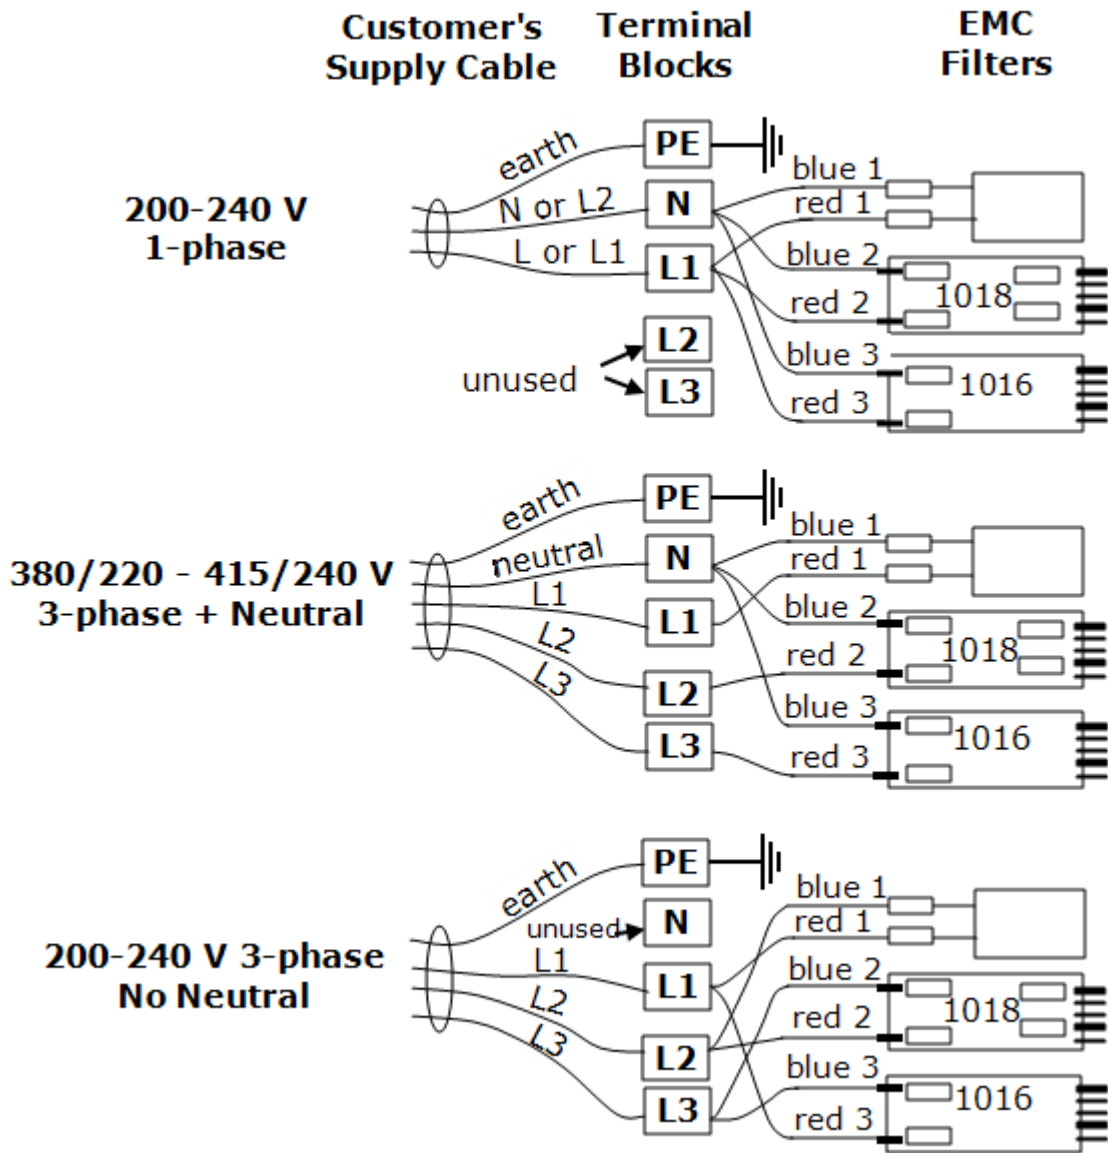 Customer's
Supply Cable
Terminal
Blocks
EMC
Filters
200-240 V
1-phase
earth
N or L2
L or L1
PE
N
L1
L2
L3
unused
blue 1
red 1
blue 2
red 2
blue 3
red 3
1018
1016
380/220 - 415/240 V
3-phase + Neutral
earth
neutral
L1
L2
L3
PE
N
L1
L2
L3
blue 1
red 1
blue 2
red 2
blue 3
red 3
1018
1016
200-240 V 3-phase
No Neutral
earth
unused
L1
L2
L3
PE
N
L1
L2
L3
blue 1
red 1
blue 2
red 2
blue 3
red 3
1018
1016